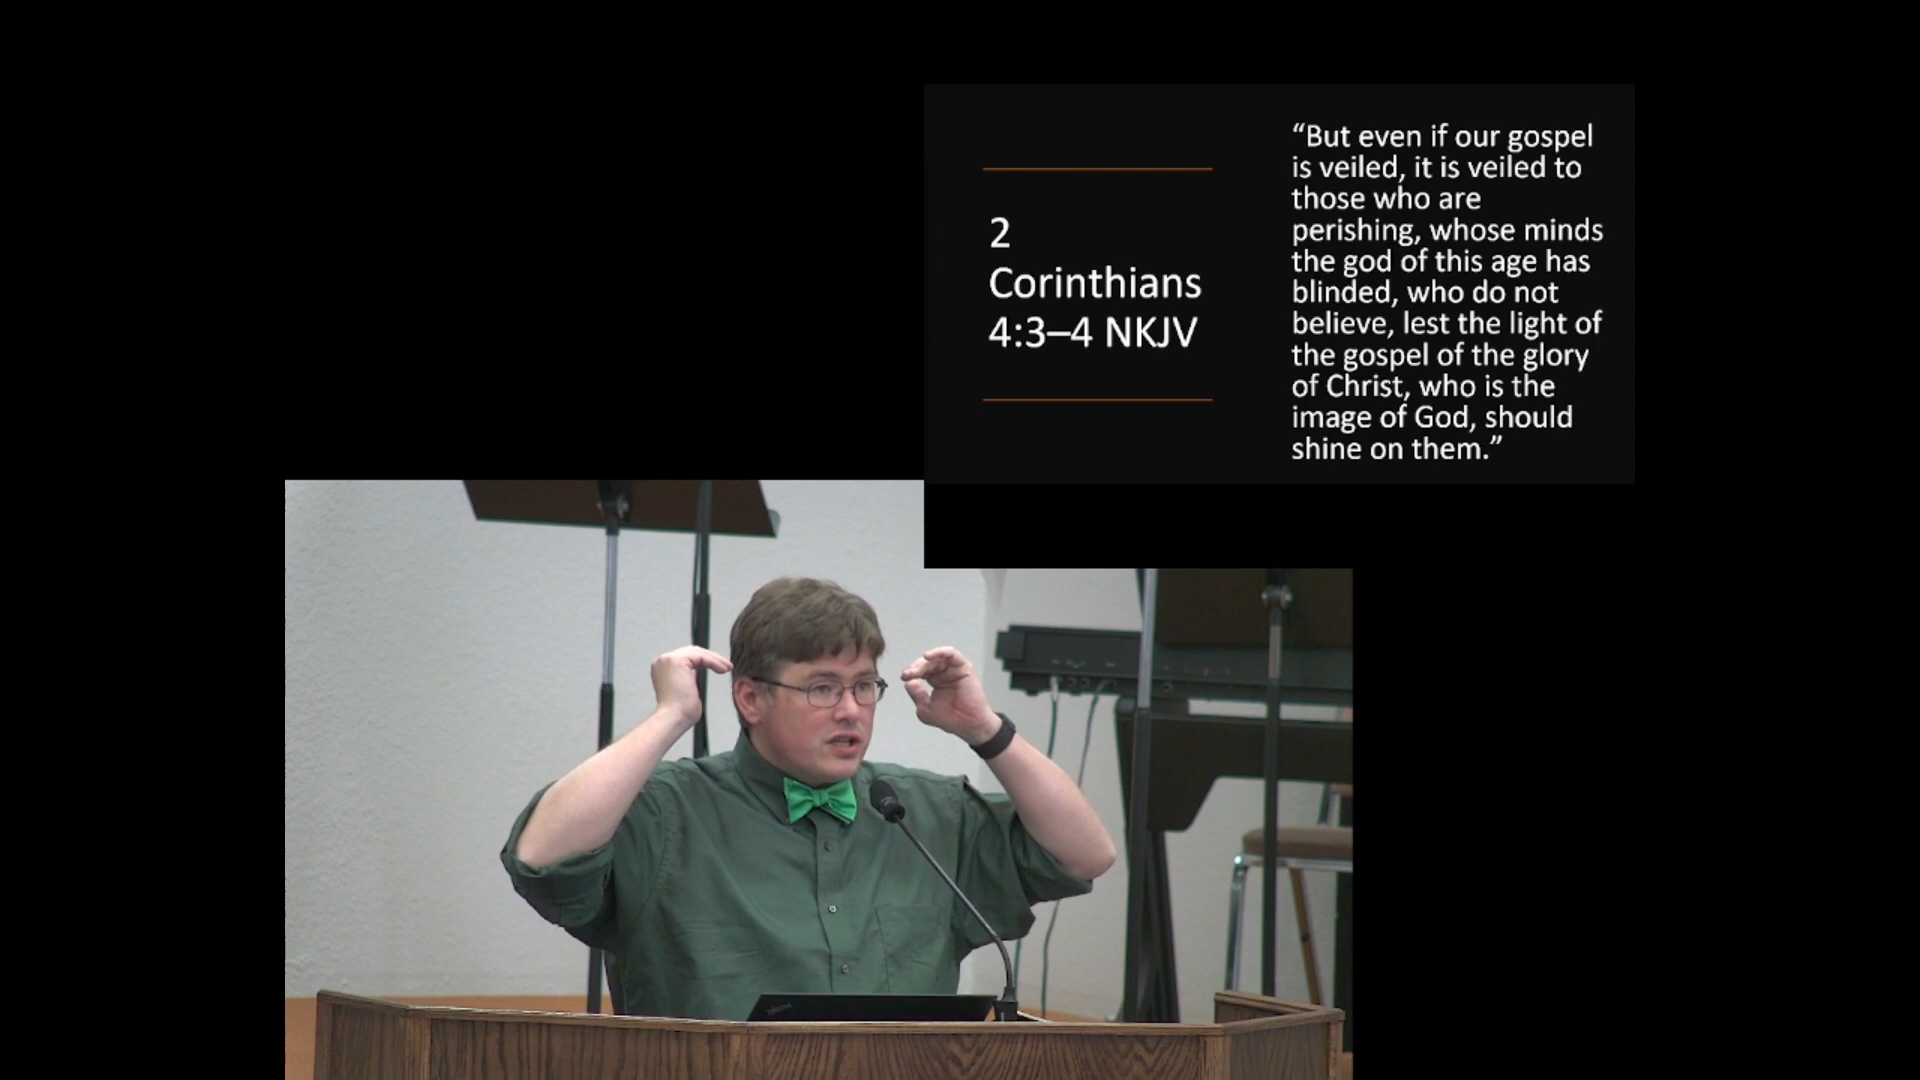 2
Corinthians
4:3–4 NKJV
“But even if our gospel
is veiled, it is veiled to
those who are
perishing, whose minds
the god of this age has
blinded, who do not
believe, lest the light of
the gospel of the glory
of Christ, who is the
image of God, should
shine on them.”